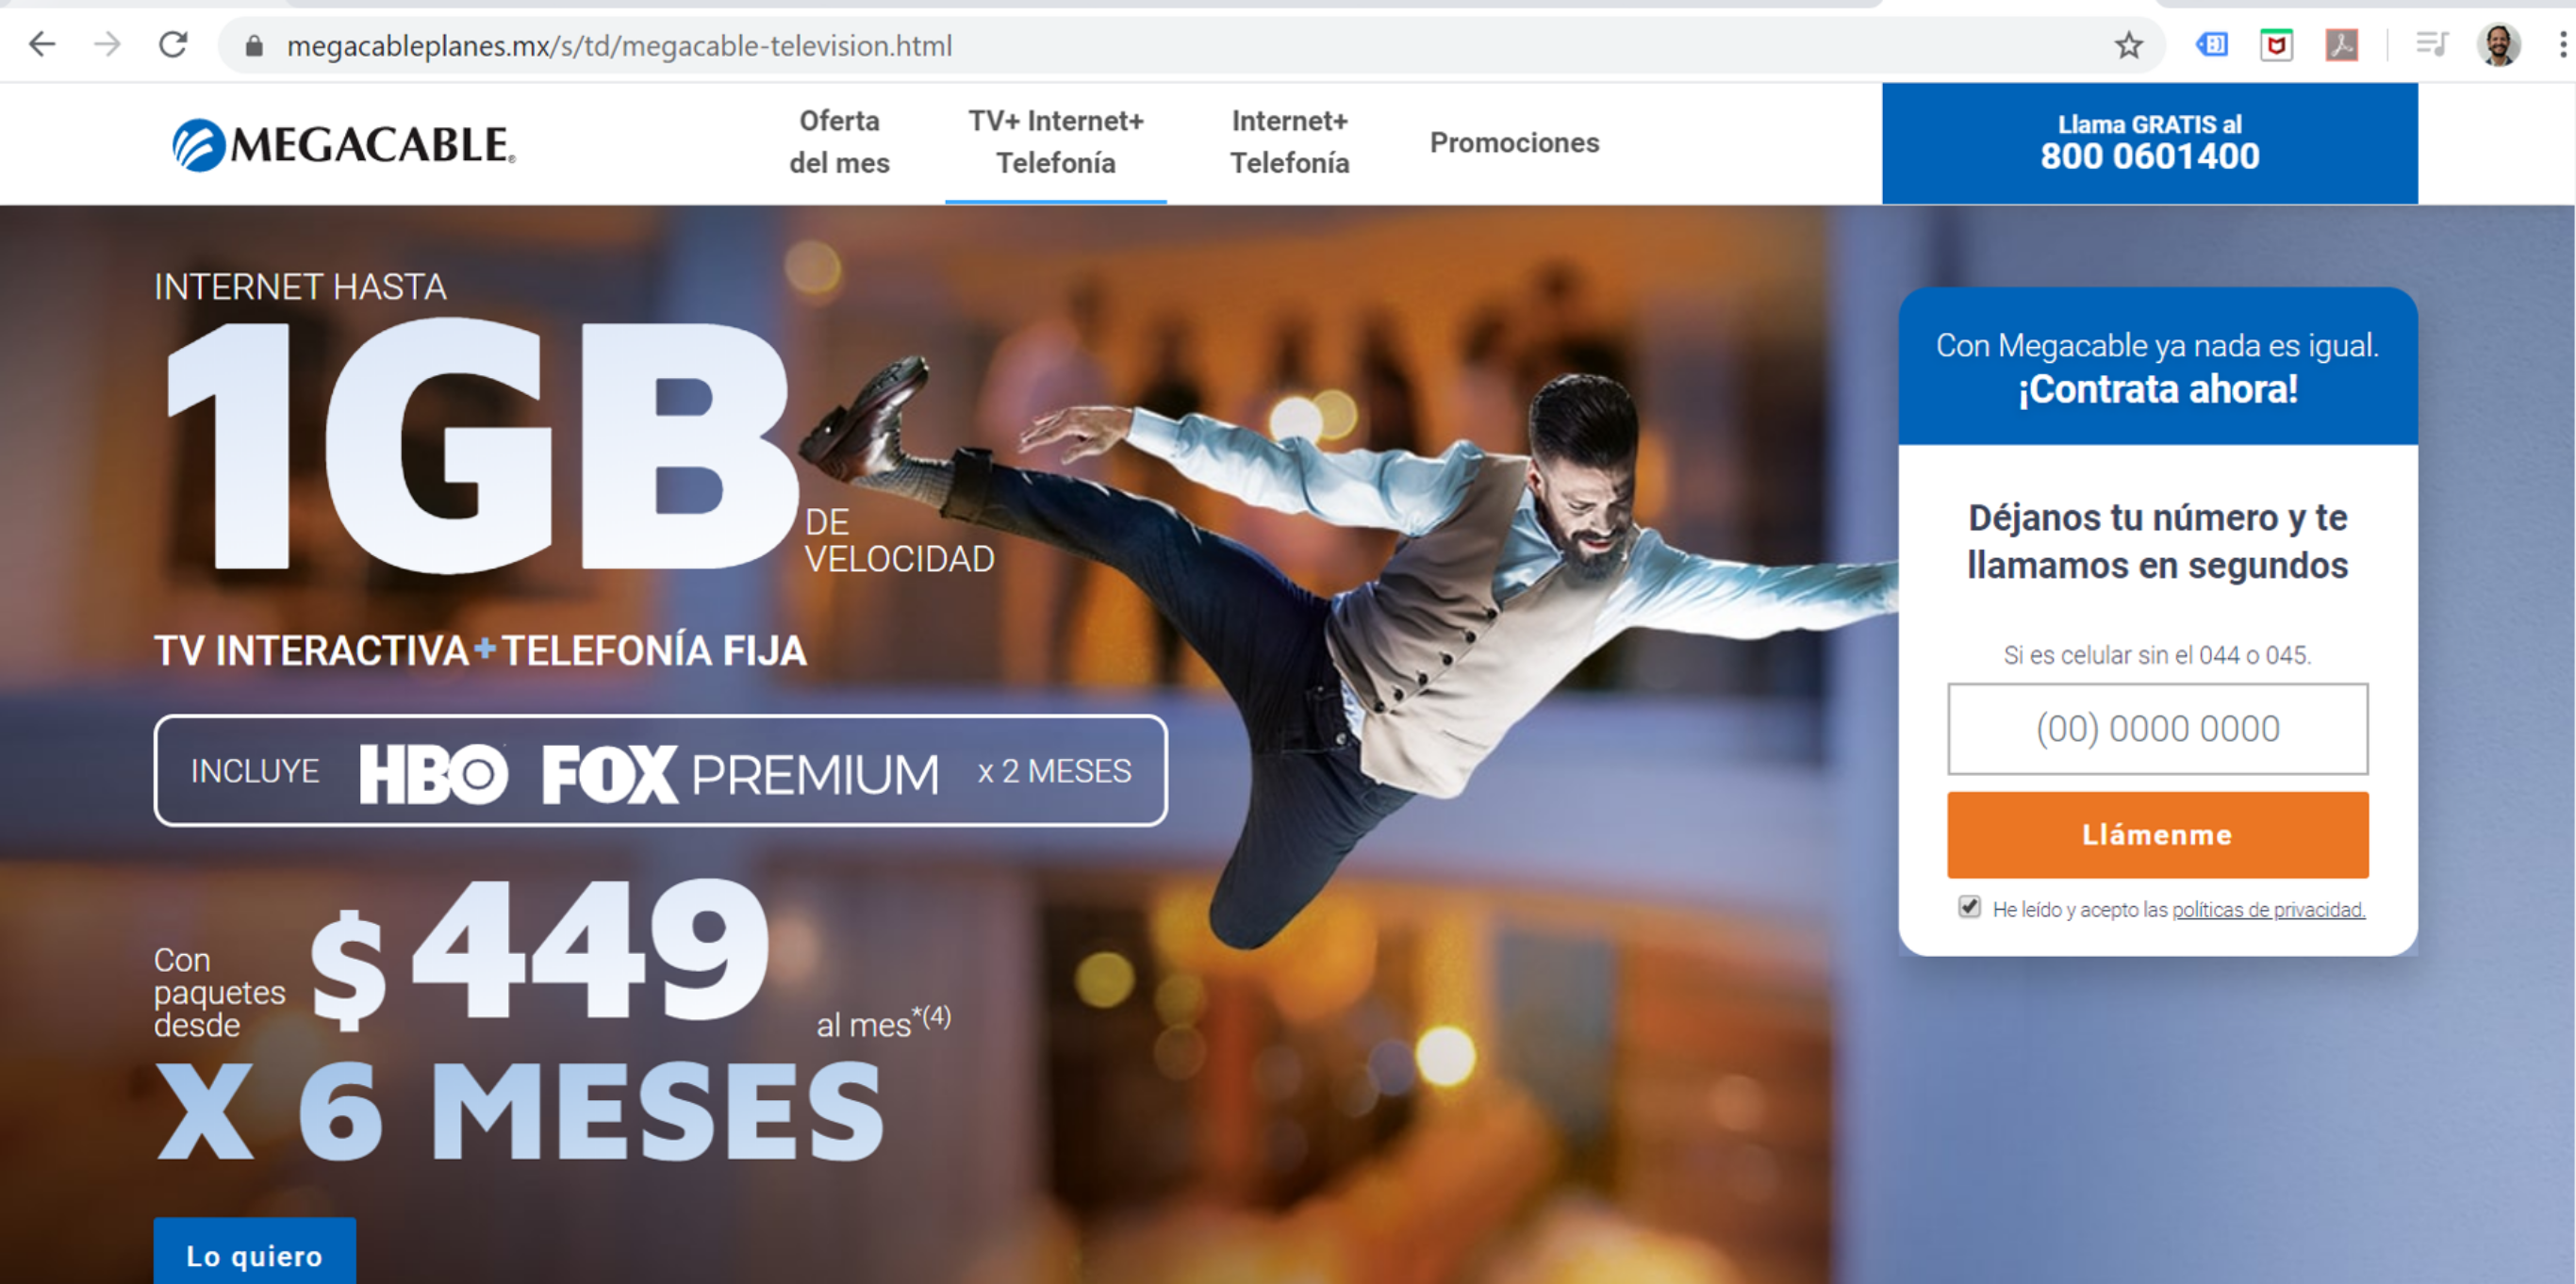 megacableplanes.mx/s/td/megacable-television.html
MEGACABLE®
Oferta
del mes
TV+ Internet+
Telefonía
Internet+
Telefonía
Promociones
Llama GRATIS al
800 0601400
INTERNET HASTA
1GB
DE
VELOCIDAD
TV INTERACTIVA+TELEFONÍA FIJA
INCLUYE HBO FOX PREMIUM x 2 MESES
Con
paquetes
desde
$449
al mes*(4)
X 6 MESES
Lo quiero
Con Megacable ya nada es igual.
¡Contrata ahora!
Déjanos tu número y te
llamamos en segundos
Si es celular sin el 044 o 045.
(00) 0000 0000
Llámenme
He leído y acepto las políticas de privacidad.